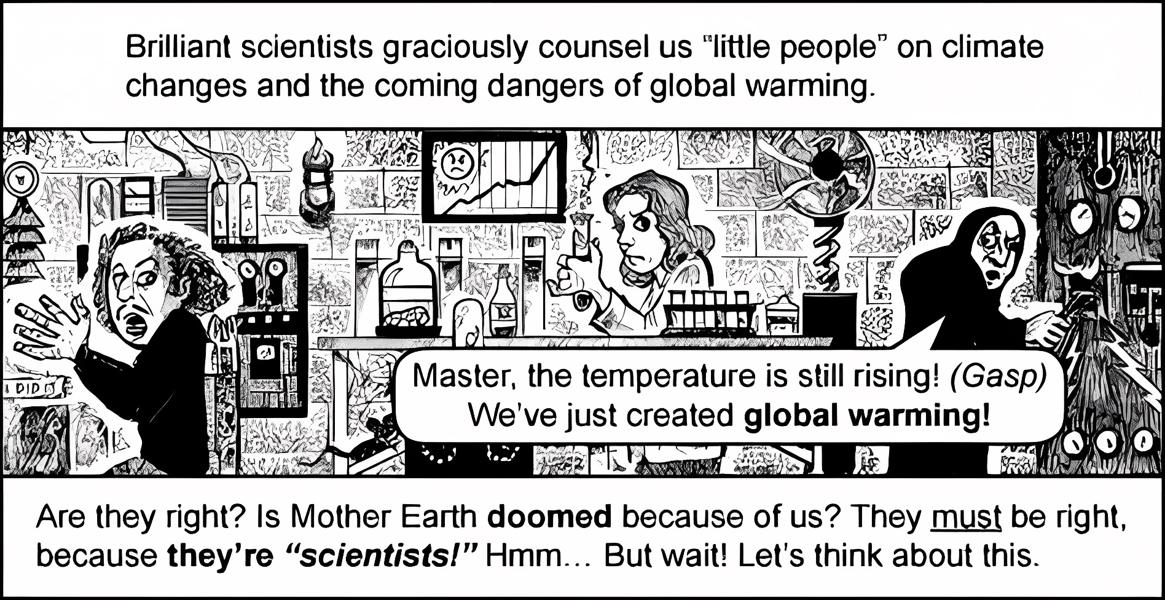 Brilliant scientists graciously counsel us "little people" on climate
changes and the coming dangers of global warming.
I DID IT
Master, the temperature is still rising! (Gasp)
We've just created global warming!
Are they right? Is Mother Earth doomed because of us? They must be right,
because they're "scientists!" Hmm... But wait! Let's think about this.